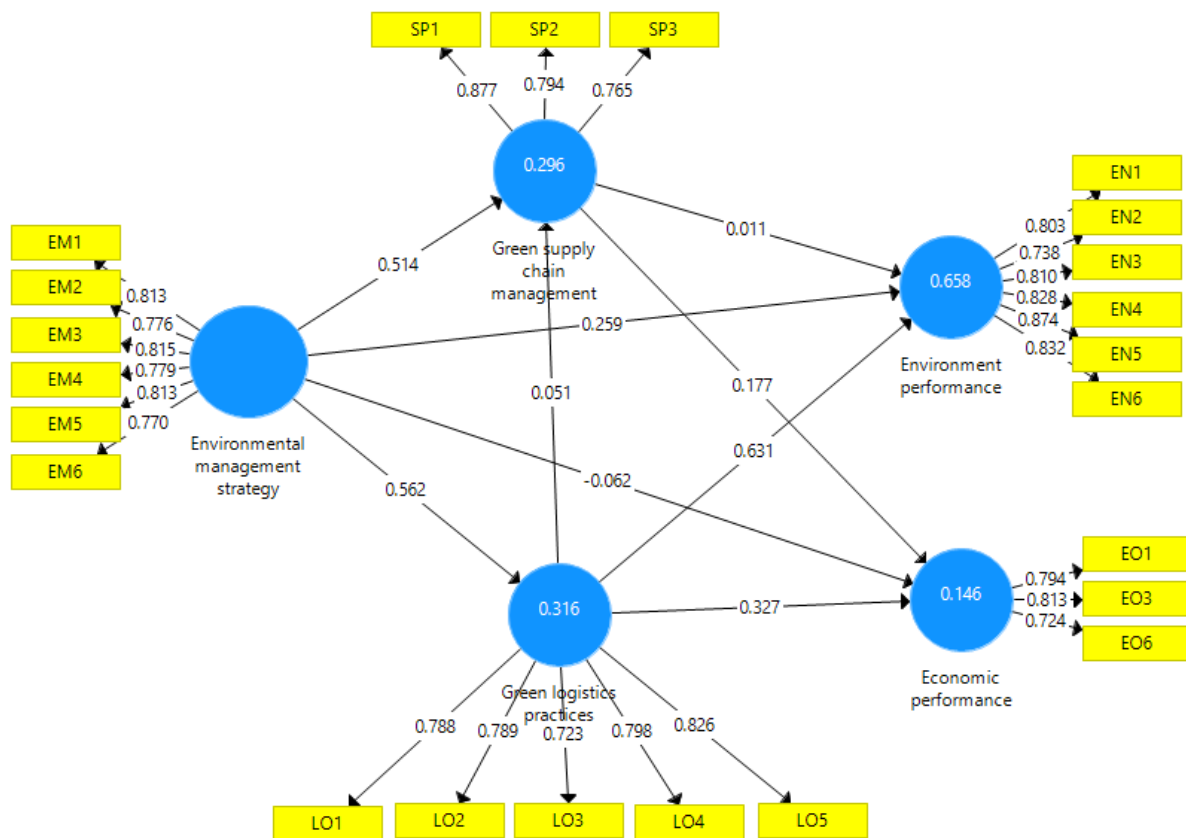 SP1
SP2
SP3
0.877
0.794
0.765
0.296
Green supply
chain
management
EM1
EM2
EM3
EM4
EM5
EM6
0.813
0.776
0.815
0.779
0.813
0.770
Environmental
management
strategy
0.514
0.011
0.259
0.051
0.177
0.631
-0.062
0.562
0.327
EN1
EN2
EN3
EN4
EN5
EN6
0.803
0.738
0.810
0.828
0.874
0.832
0.658
Environment
performance
0.316
Green logistics
practices
0.146
Economic
performance
0.794
0.813
0.724
EO1
EO3
EO6
0.788
0.789
0.723
0.798
0.826
LO1
LO2
LO3
LO4
LO5